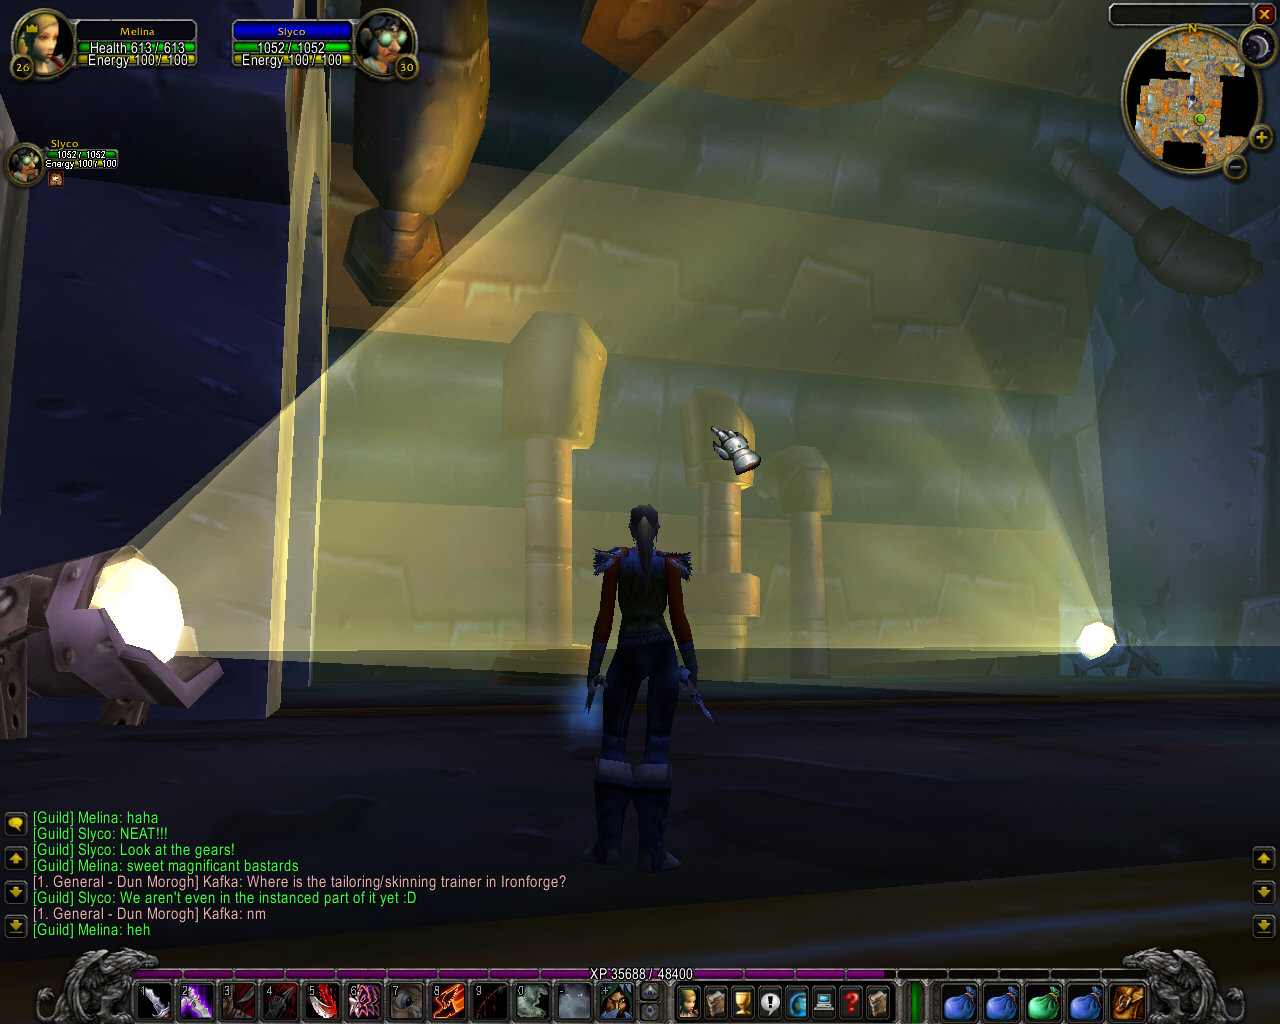 Melina
Health 613 / 613
Energy 100 / 100
26
Slyco
1052 / 1052
Energy 100 / 100
30
N
Slyco
1052 / 1052
Energy 100 / 100
[Guild] Melina: haha
[Guild] Slyco: NEAT!!!
[Guild] Slyco: Look at the gears!
[Guild] Melina: sweet magnificant bastards
[1. General - Dun Morogh] Kafka: Where is the tailoring/skinning trainer in Ironforge?
[Guild] Slyco: We aren't even in the instanced part of it yet :D
[1. General - Dun Morogh] Kafka: nm
[Guild] Melina: heh
XP 35688 / 48400
1 2 3 4 5 6 7 8 9 0 - +